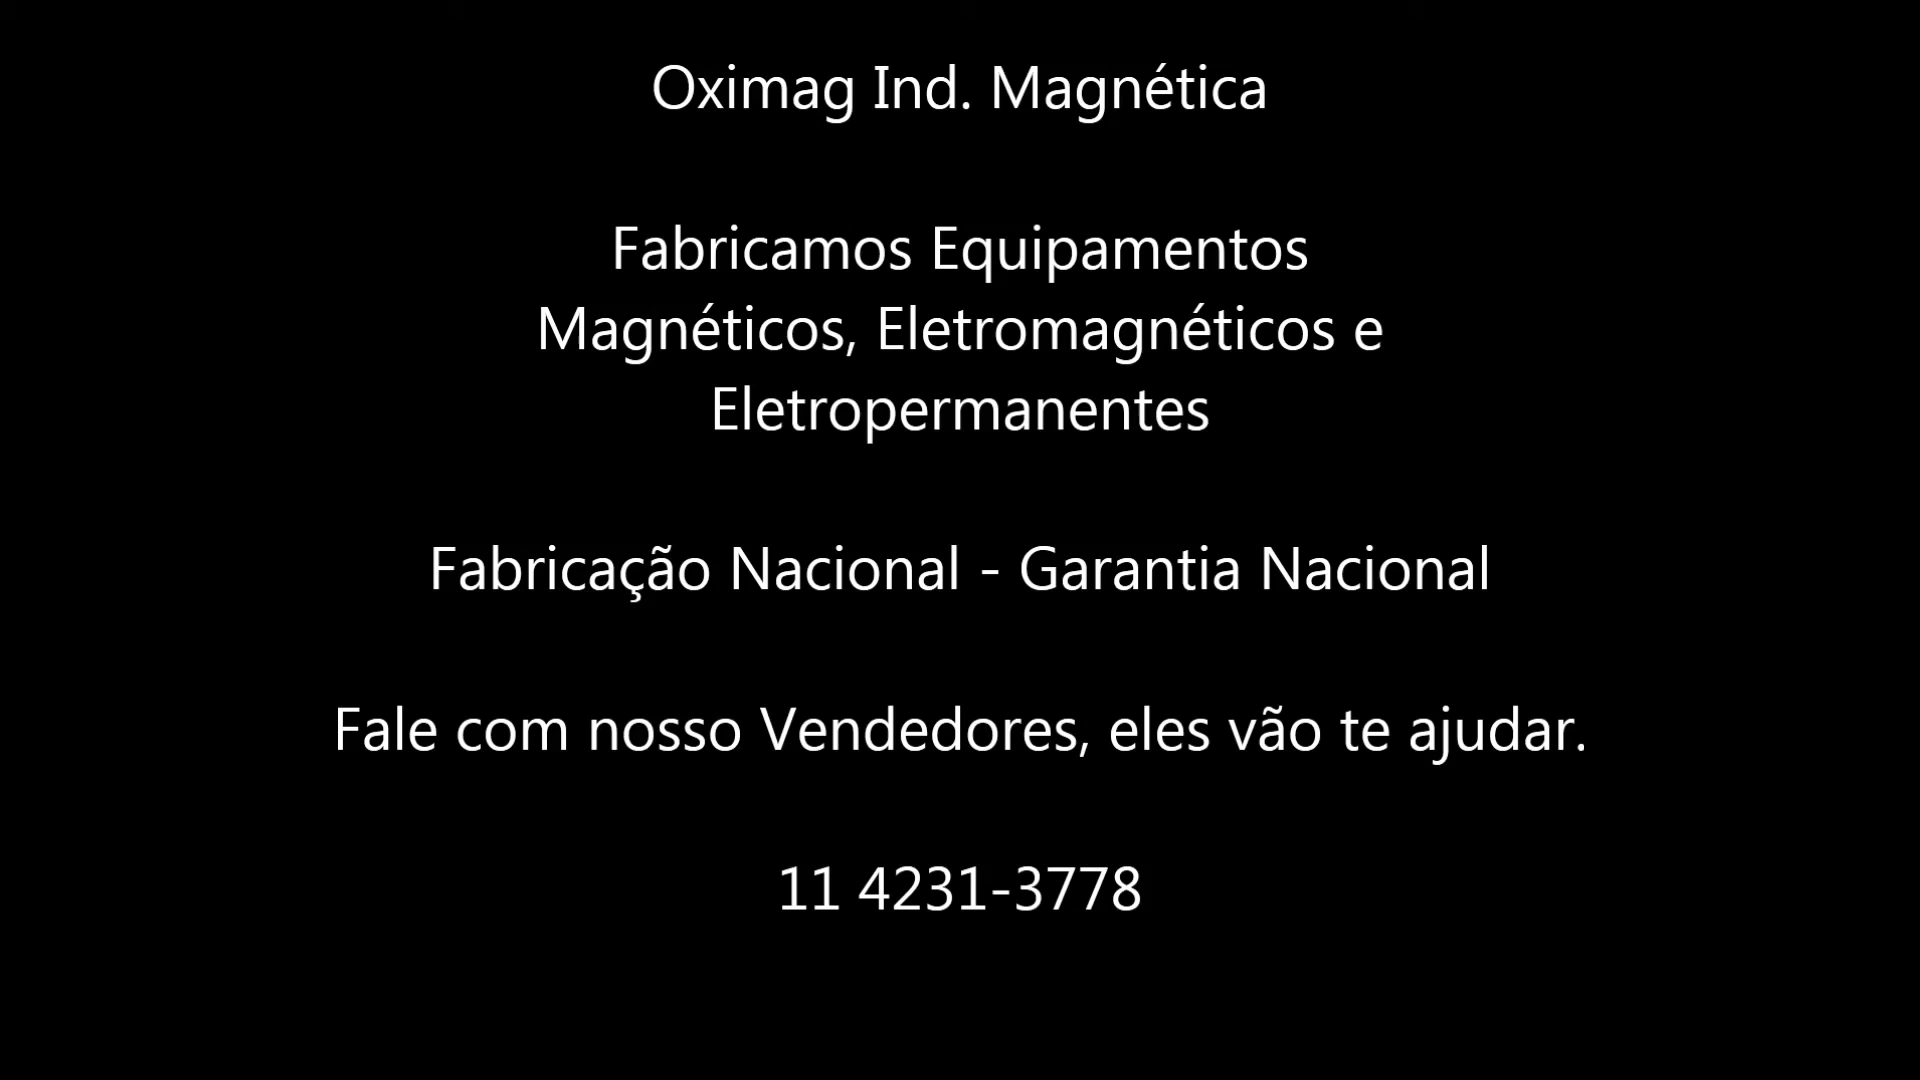 Oximag Ind. Magnética
Fabricamos Equipamentos
Magnéticos, Eletromagnéticos e
Eletropermanentes
Fabricação Nacional - Garantia Nacional
Fale com nosso Vendedores, eles vão te ajudar.
11 4231-3778